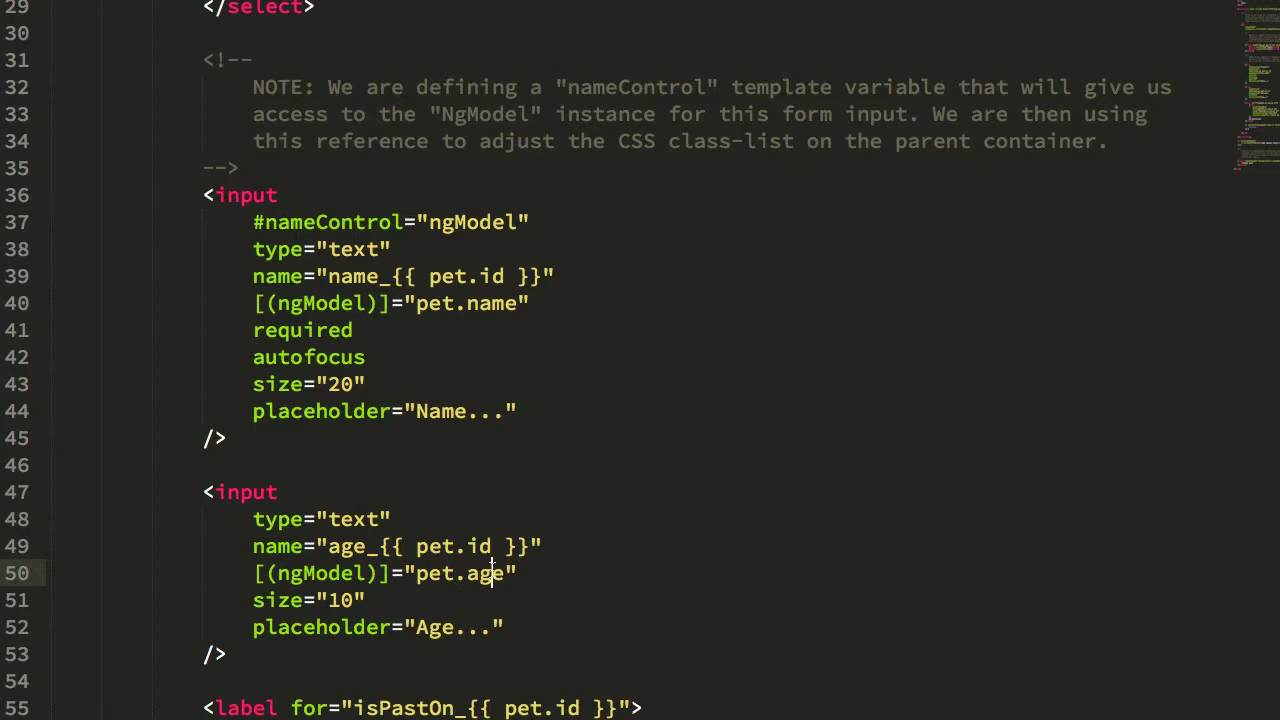 29 </select>
30
31 <!--
32 NOTE: We are defining a "nameControl" template variable that will give us
33 access to the "NgModel" instance for this form input. We are then using
34 this reference to adjust the CSS class-list on the parent container.
35 -->
36 <input
37 #nameControl="ngModel"
38 type="text"
39 name="name_{{ pet.id }}"
40 [(ngModel)]="pet.name"
41 required
42 autofocus
43 size="20"
44 placeholder="Name..."
45 />
46
47 <input
48 type="text"
49 name="age_{{ pet.id }}"
50 [(ngModel)]="pet.age"
51 size="10"
52 placeholder="Age..."
53 />
54
55 <label for="isPastOn_{{ pet.id }}">